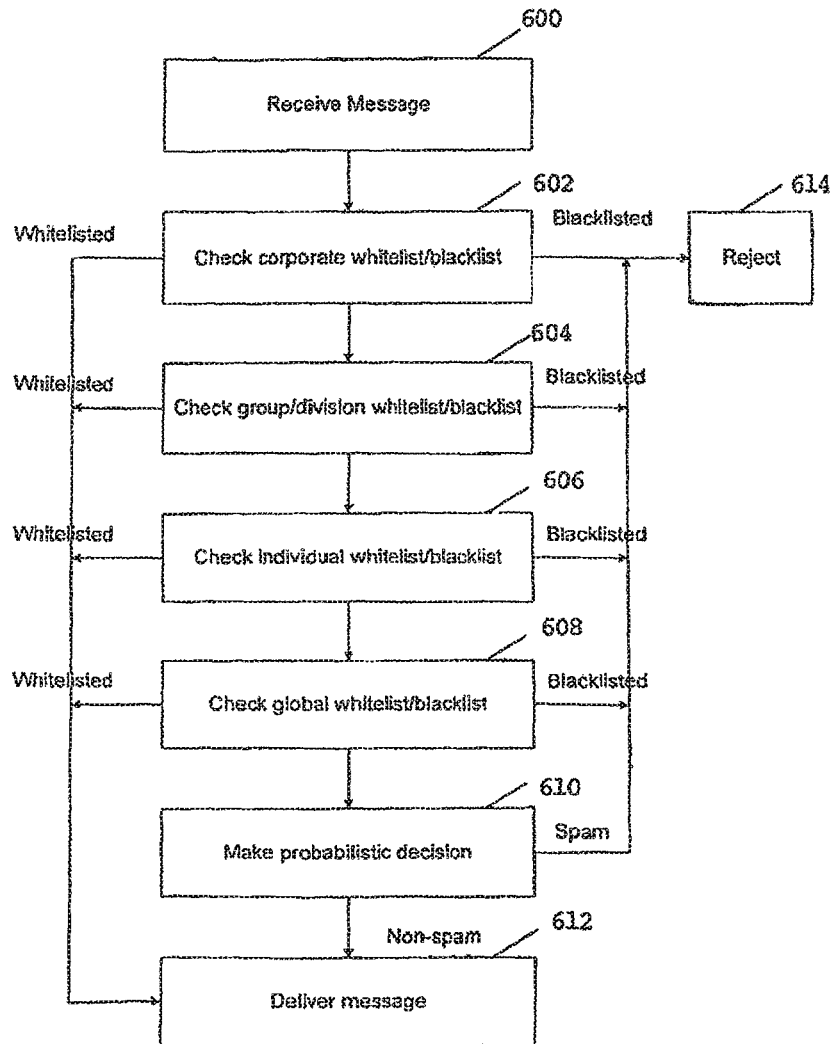 600
Receive Message
602
614
Whitelisted
Blacklisted
Check corporate whitelist/blacklist
Reject
604
Whitelisted
Blacklisted
Check group/division whitelist/blacklist
606
Whitelisted
Blacklisted
Check individual whitelist/blacklist
608
Whitelisted
Blacklisted
Check global whitelist/blacklist
610
Spam
Make probabilistic decision
Non-spam
612
Deliver message